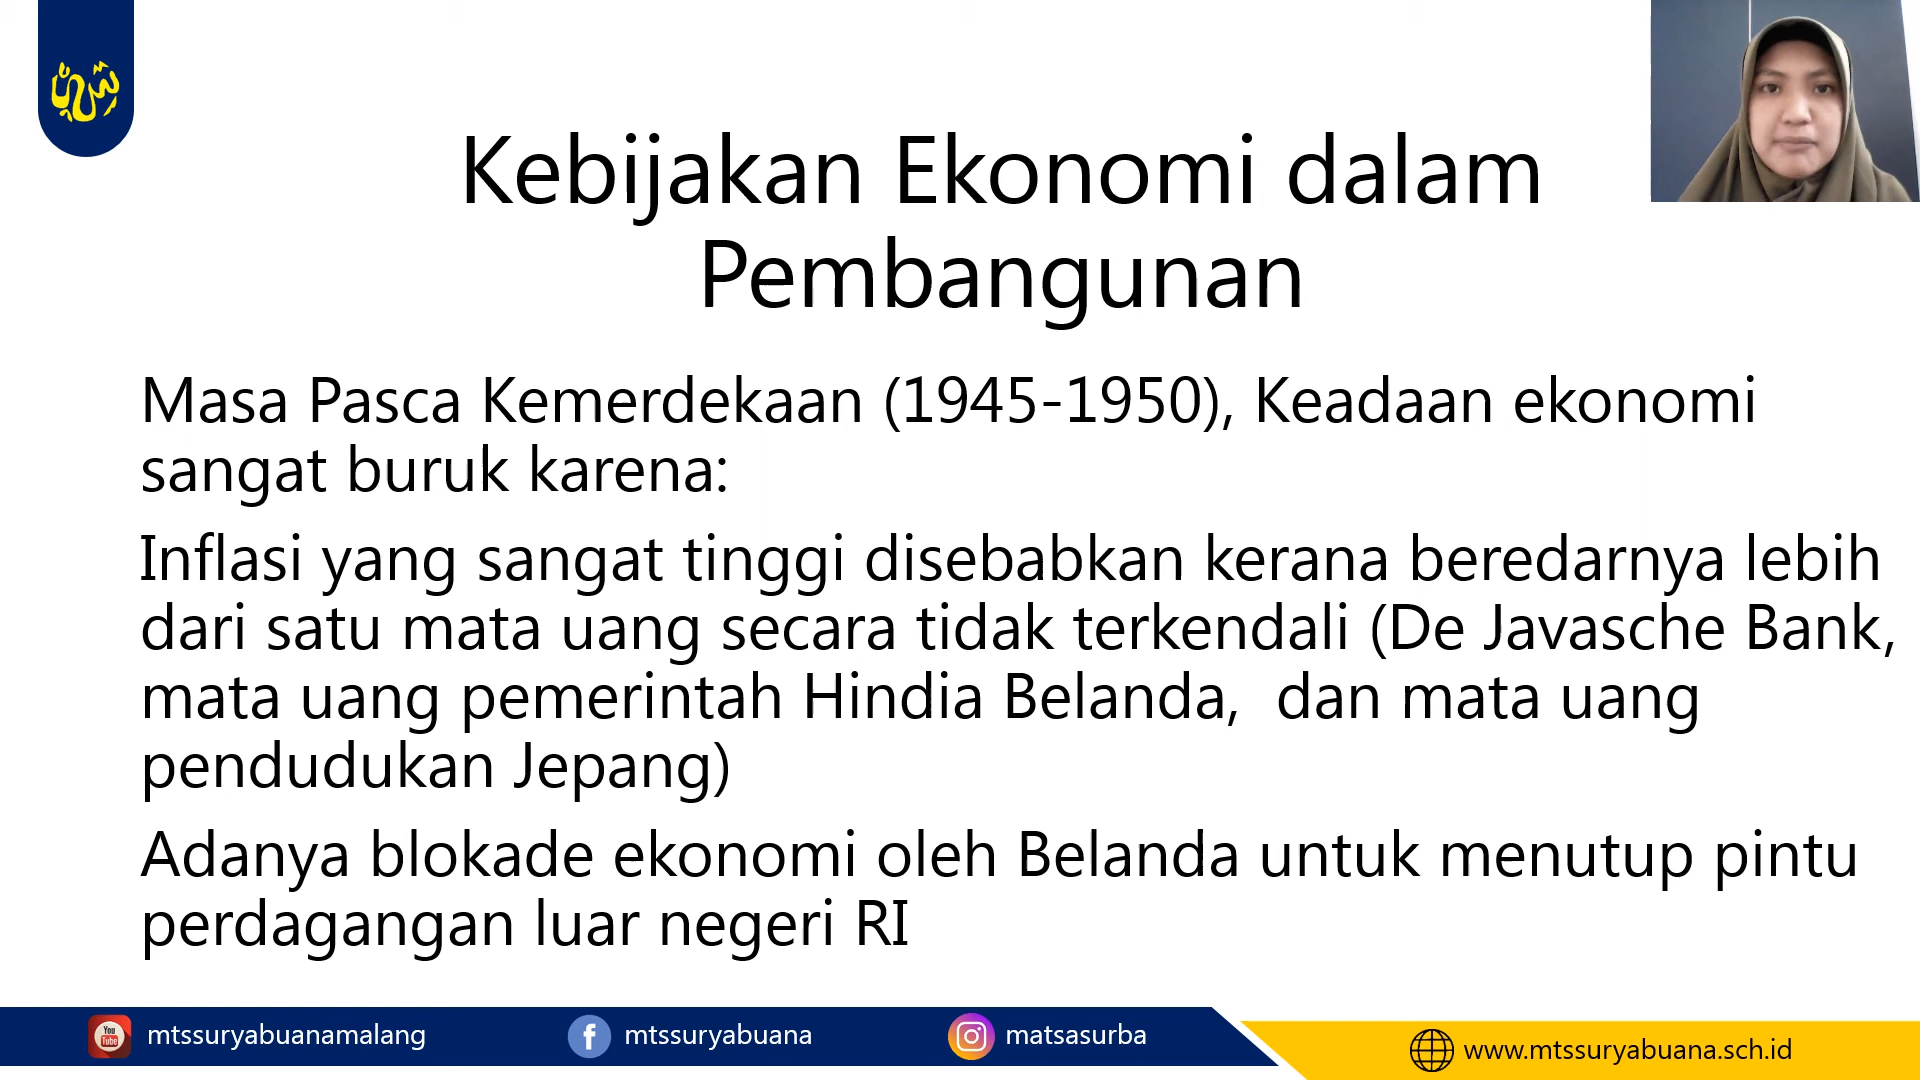 Kebijakan Ekonomi dalam
Pembangunan
Masa Pasca Kemerdekaan (1945-1950), Keadaan ekonomi
sangat buruk karena:
Inflasi yang sangat tinggi disebabkan kerana beredarnya lebih
dari satu mata uang secara tidak terkendali (De Javasche Bank,
mata uang pemerintah Hindia Belanda,  dan mata uang
pendudukan Jepang)
Adanya blokade ekonomi oleh Belanda untuk menutup pintu
perdagangan luar negeri RI
You
Tube
mtssuryabuanamalang
mtssuryabuana
matsasurba
www.mtssuryabuana.sch.id